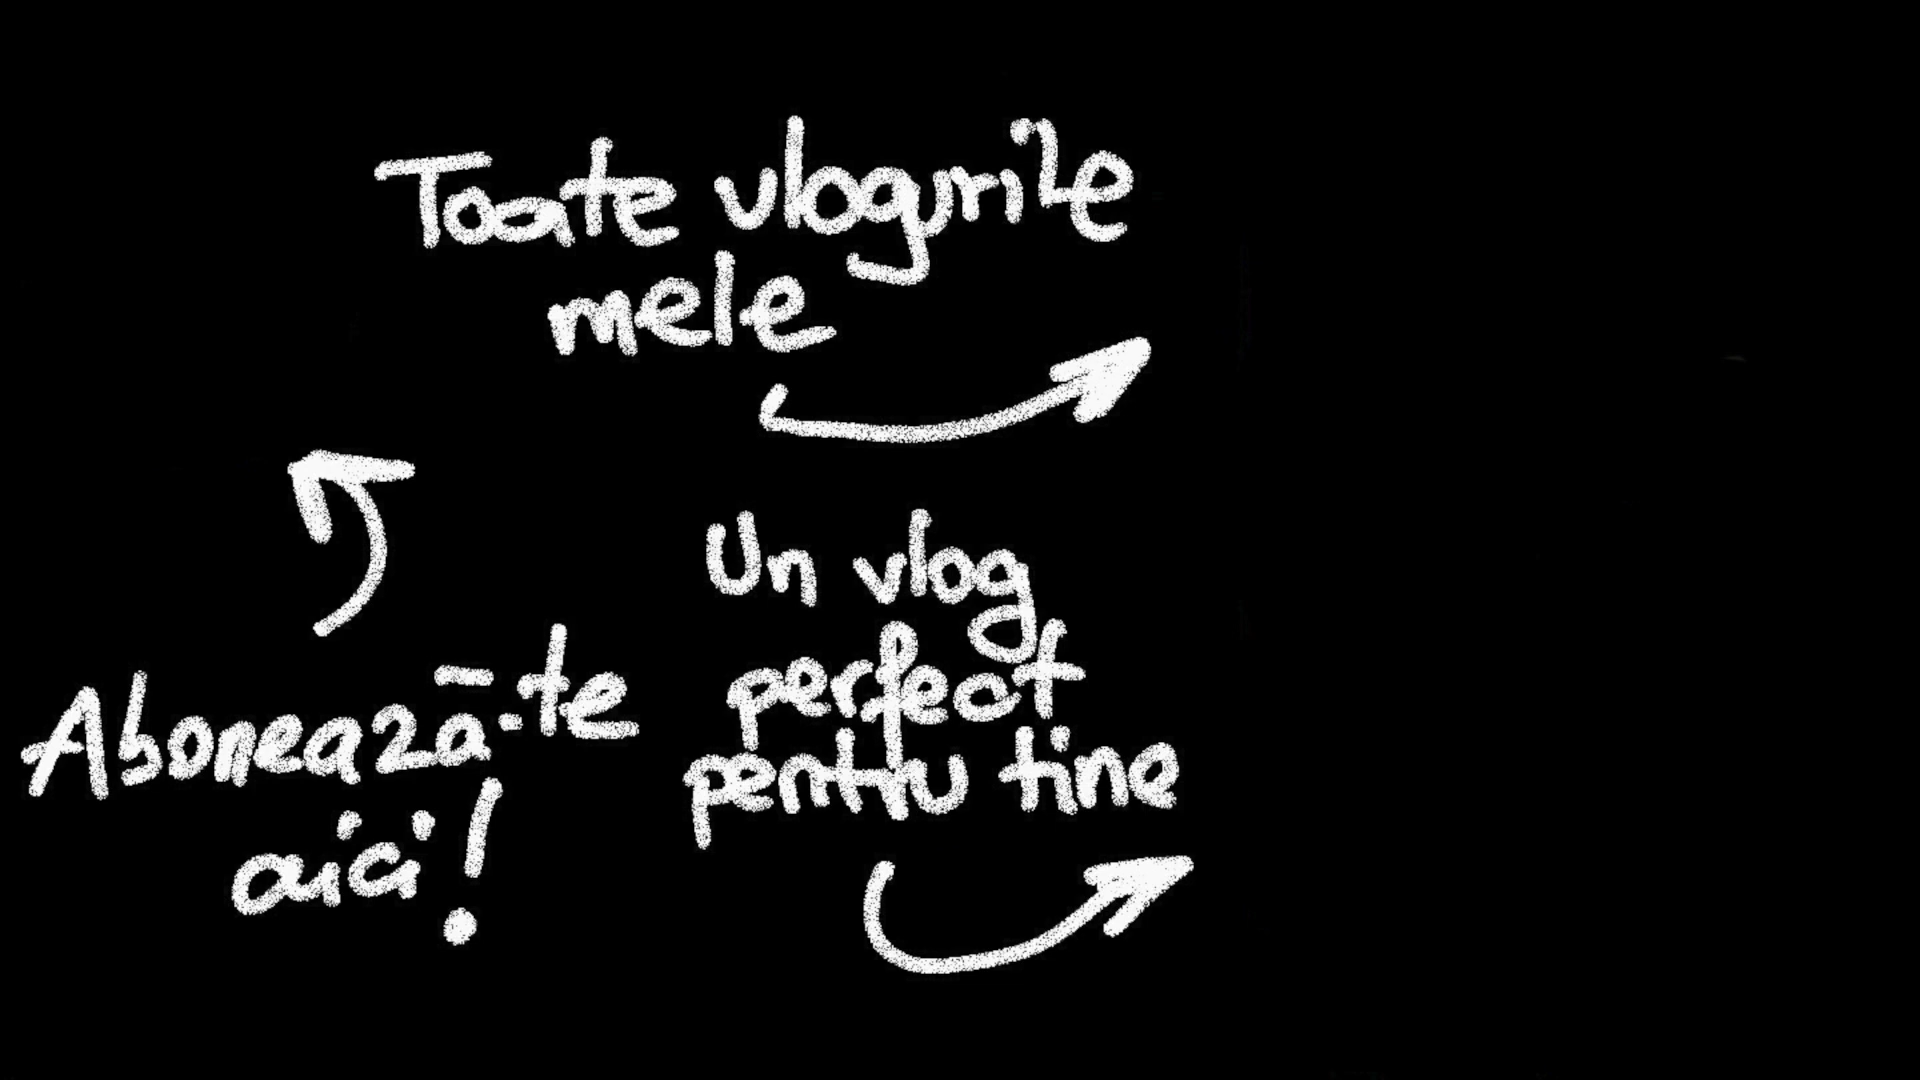 Toate vlogurile
mele
Un vlog
perfect
pentru tine
Abonează-te
aici!